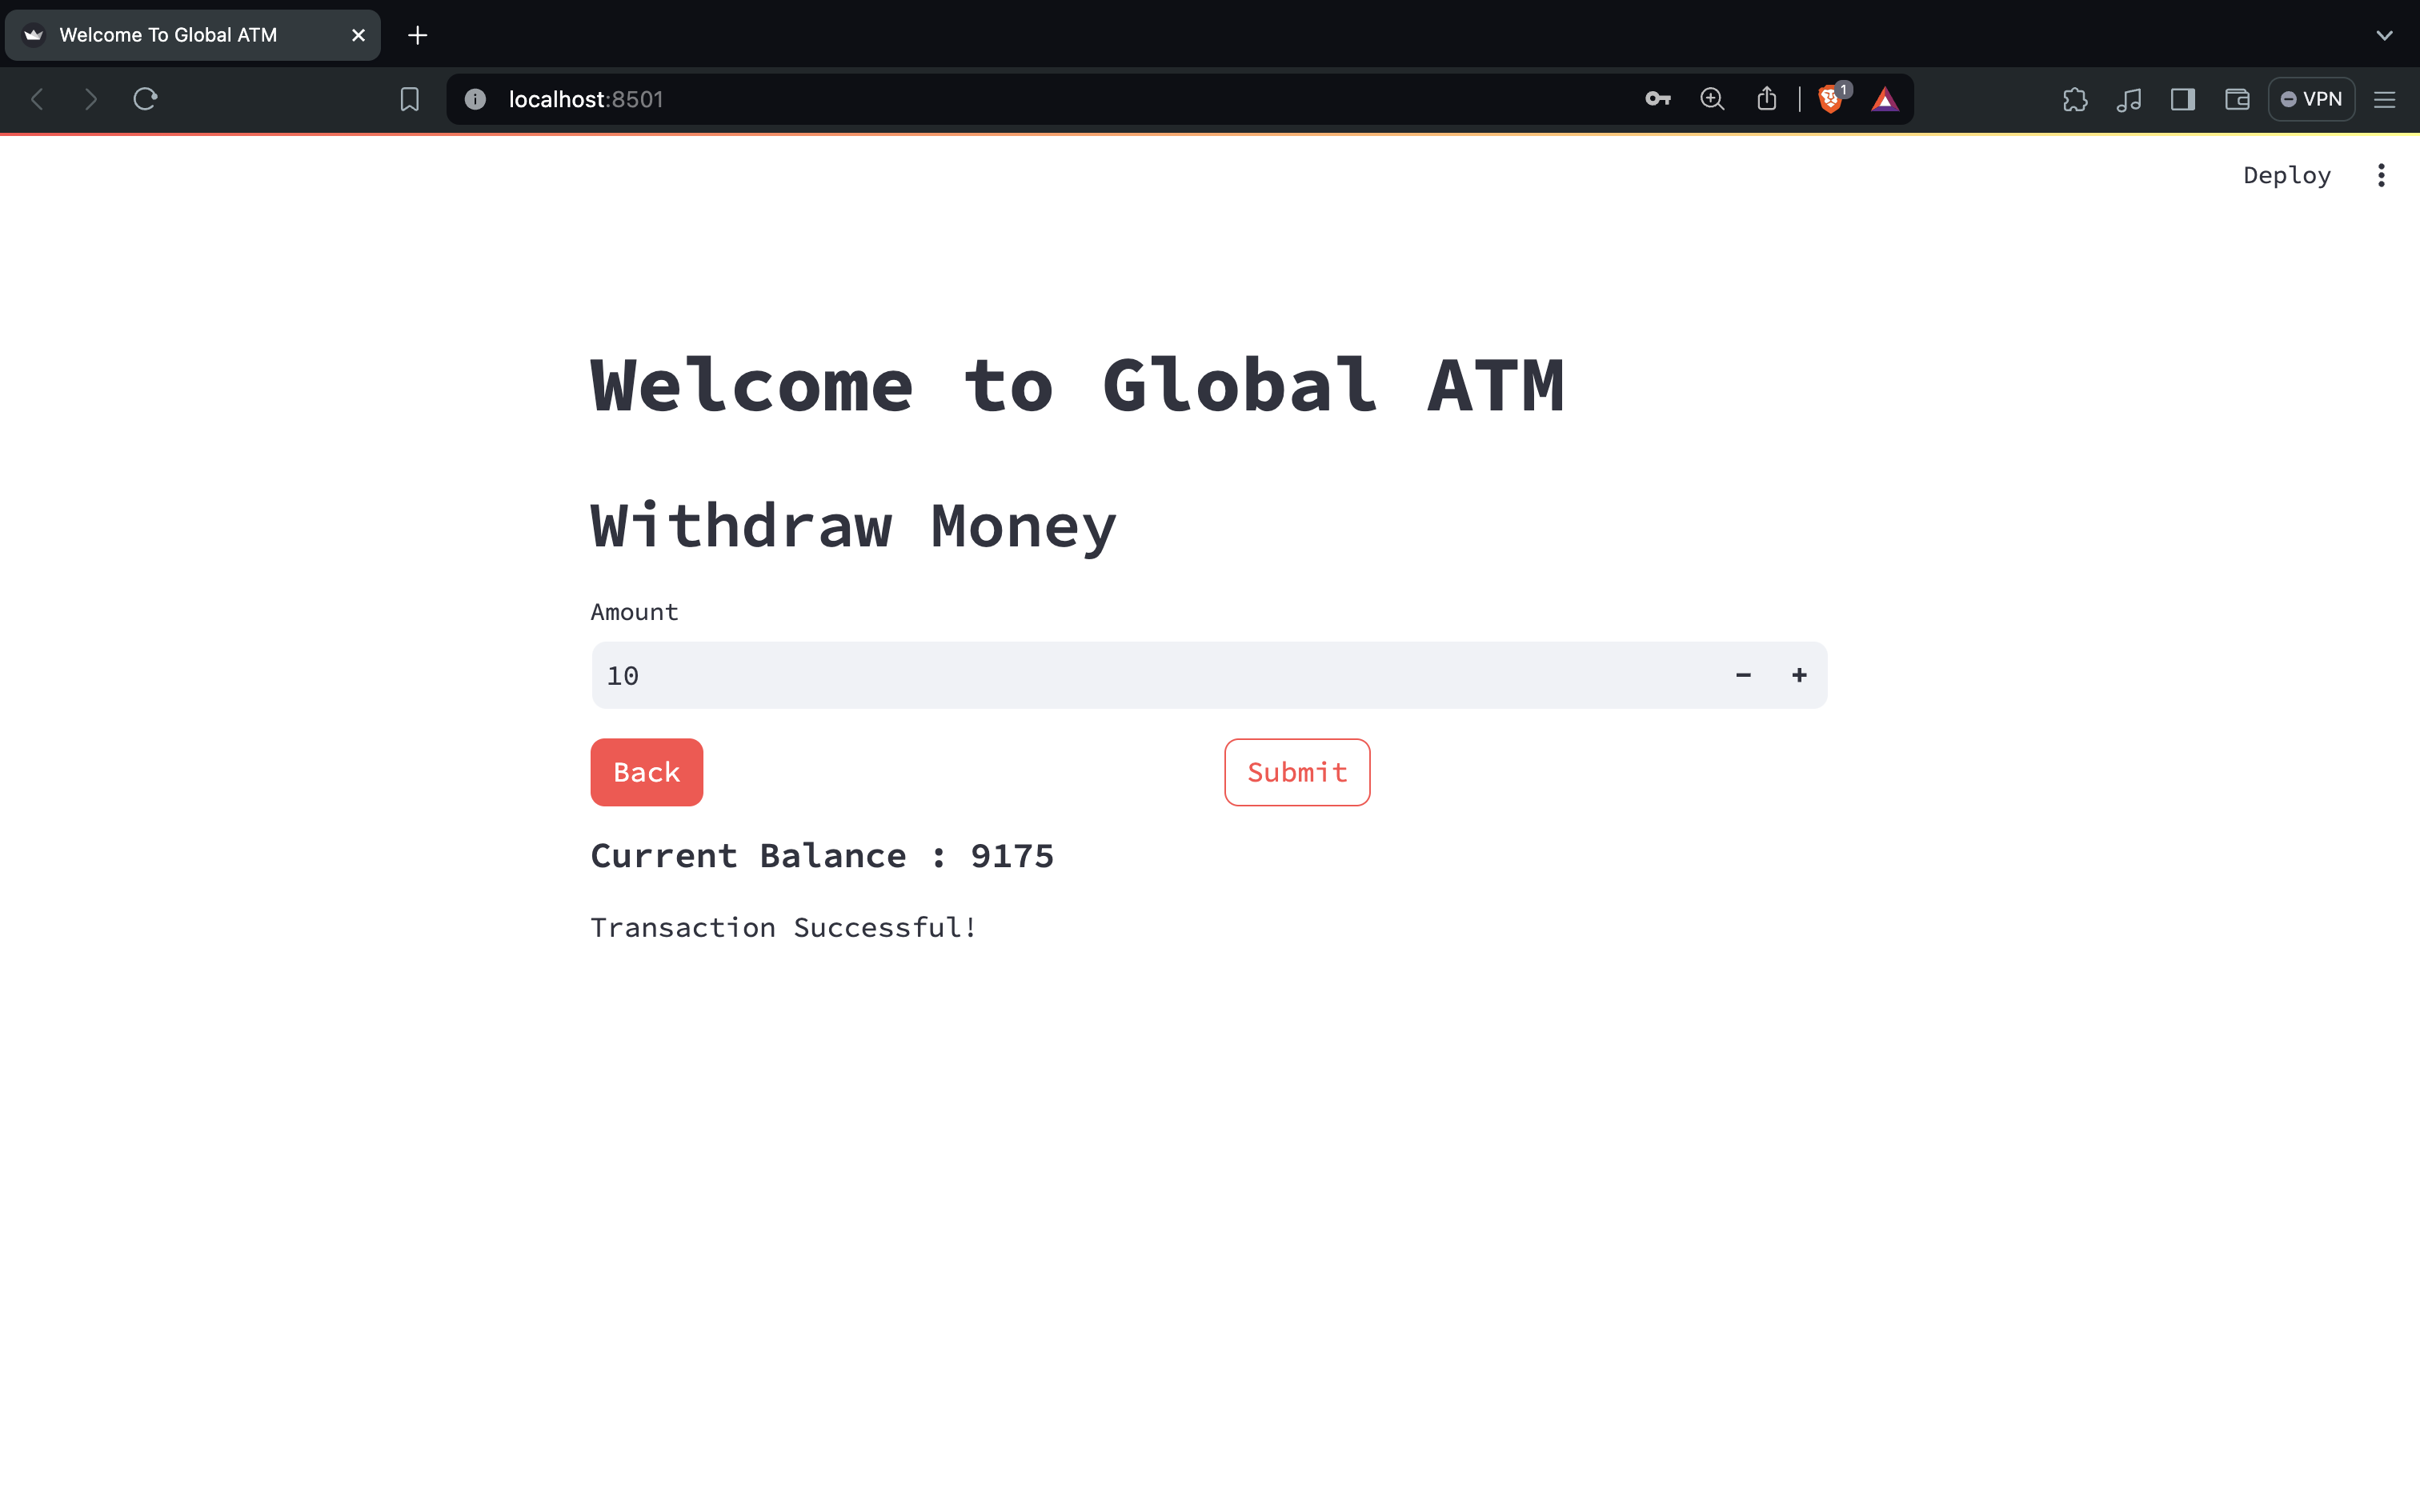 Welcome To Global ATM
localhost:8501
1
VPN
Deploy
Welcome to Global ATM
Withdraw Money
Amount
10
Back
Submit
Current Balance : 9175
Transaction Successful!